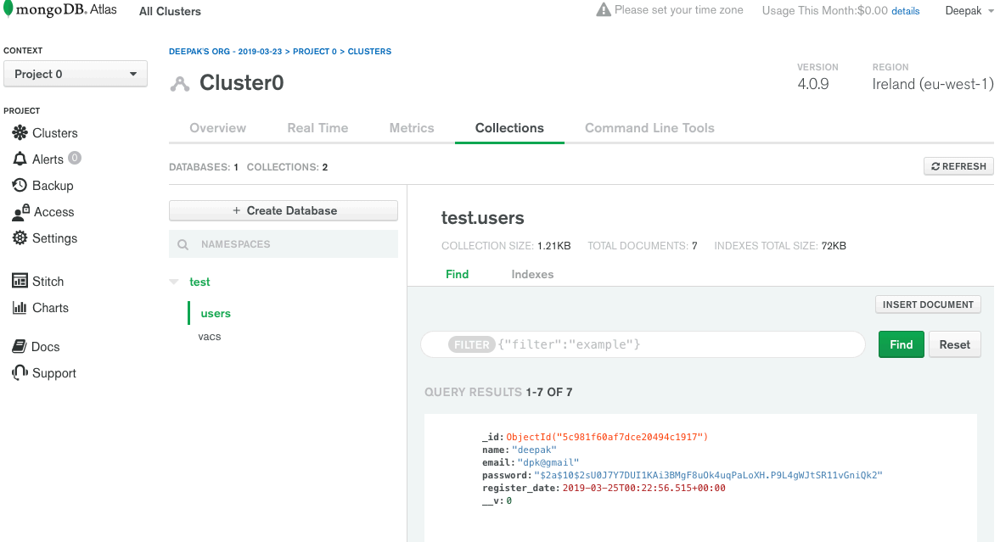 mongoDB. Atlas All Clusters Please set your time zone Usage This Month:$0.00 details Deepak
CONTEXT
Project 0
PROJECT
Clusters
Alerts 0
Backup
Access
Settings
Stitch
Charts
Docs
Support
DEEPAK'S ORG - 2019-03-23 > PROJECT 0 > CLUSTERS
Cluster0
VERSION
4.0.9
REGION
Ireland (eu-west-1)
Overview Real Time Metrics Collections Command Line Tools
DATABASES: 1 COLLECTIONS: 2
REFRESH
+ Create Database
NAMESPACES
test
users
vacs
test.users
COLLECTION SIZE: 1.21KB TOTAL DOCUMENTS: 7 INDEXES TOTAL SIZE: 72KB
Find Indexes
INSERT DOCUMENT
FILTER {"filter":"example"}
Find Reset
QUERY RESULTS 1-7 OF 7
_id:ObjectId("5c981f60af7dce20494c1917")
name:"deepak"
email:"dpk@gmail"
password:"$2a$10$2sU0J7Y7DUI1KAi3BMgF8uOk4uqPaLoXH.P9L4gWJtSR11vGniQk2"
register_date:2019-03-25T00:22:56.515+00:00
__v:0